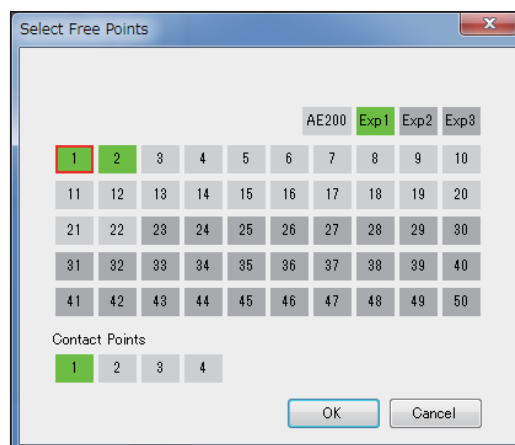 Select Free Points
AE200 Exp1 Exp2 Exp3
1 2 3 4 5 6 7 8 9 10
11 12 13 14 15 16 17 18 19 20
21 22 23 24 25 26 27 28 29 30
31 32 33 34 35 36 37 38 39 40
41 42 43 44 45 46 47 48 49 50
Contact Points
1 2 3 4
OK Cancel